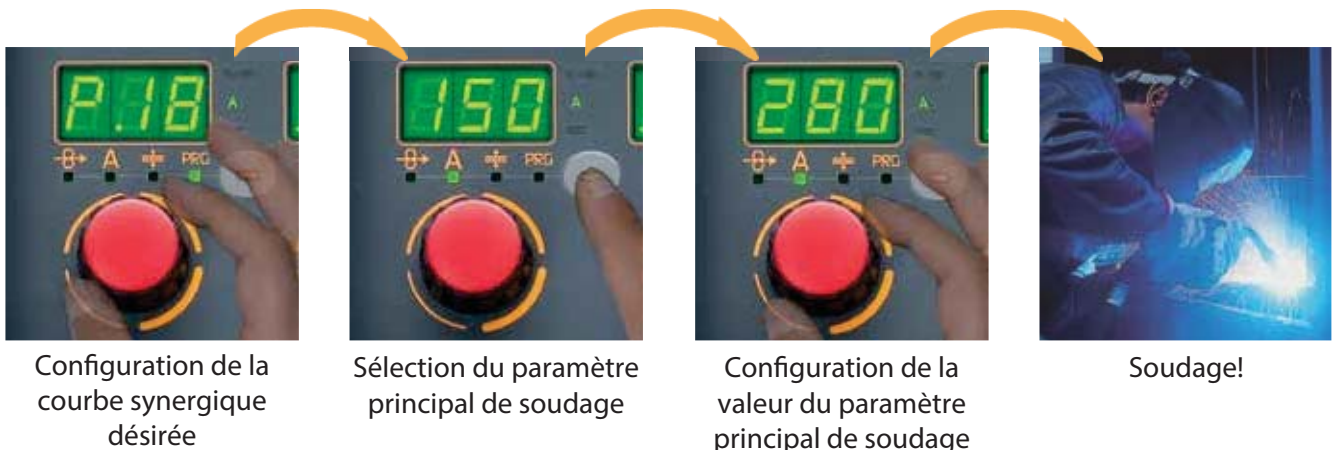 P.18
A
A
PRG
Configuration de la
courbe synergique
désirée
150
A
A
PRG
Sélection du paramètre
principal de soudage
280
A
PRG
Configuration de la
valeur du paramètre
principal de soudage
Soudage!